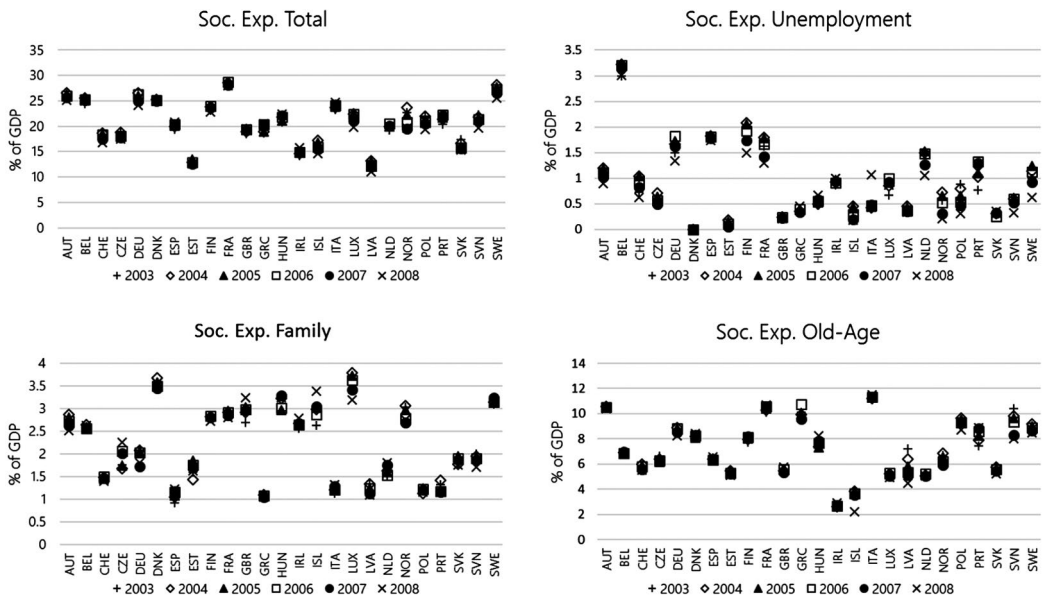 Soc. Exp. Total
% of GDP
35
30
25
20
15
10
5
0
AUT BEL CHE CZE DEU DNK ESP EST FIN FRA GBR GRC HUN IRL ISL ITA LUX LVA NLD NOR POL PRT SVK SVN SWE
+ 2003 ◇ 2004 ▲ 2005 □ 2006 ● 2007 × 2008
Soc. Exp. Unemployment
% of GDP
3.5
3
2.5
2
1.5
1
0.5
0
AUT BEL CHE CZE DEU DNK ESP EST FIN FRA GBR GRC HUN IRL ISL ITA LUX LVA NLD NOR POL PRT SVK SVN SWE
+ 2003 ◇ 2004 ▲ 2005 □ 2006 ● 2007 × 2008
Soc. Exp. Family
% of GDP
4
3.5
3
2.5
2
1.5
1
0.5
0
AUT BEL CHE CZE DEU DNK ESP EST FIN FRA GBR GRC HUN IRL ISL ITA LUX LVA NLD NOR POL PRT SVK SVN SWE
+ 2003 ◇ 2004 ▲ 2005 □ 2006 ● 2007 × 2008
Soc. Exp. Old-Age
% of GDP
14
12
10
8
6
4
2
0
AUT BEL CHE CZE DEU DNK ESP EST FIN FRA GBR GRC HUN IRL ISL ITA LUX LVA NLD NOR POL PRT SVK SVN SWE
+ 2003 ◇ 2004 ▲ 2005 □ 2006 ● 2007 × 2008